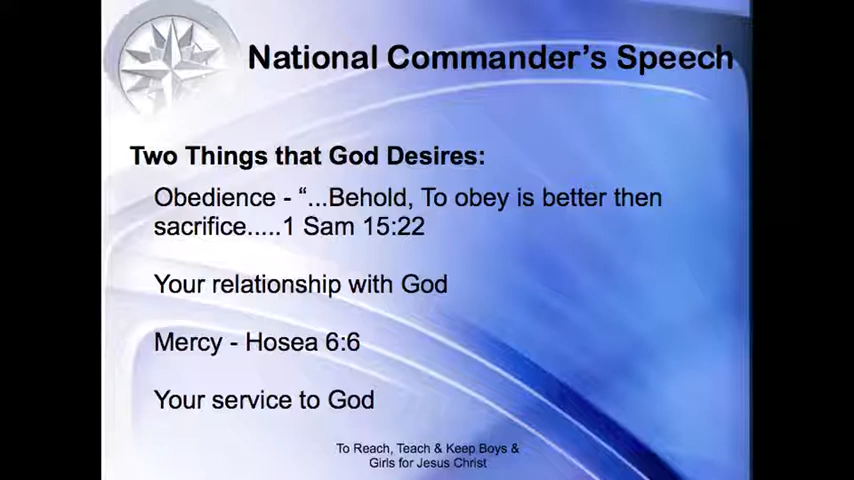 National Commander's Speech
Two Things that God Desires:
Obedience - “...Behold, To obey is better then
sacrifice.....1 Sam 15:22
Your relationship with God
Mercy - Hosea 6:6
Your service to God
To Reach, Teach & Keep Boys &
Girls for Jesus Christ